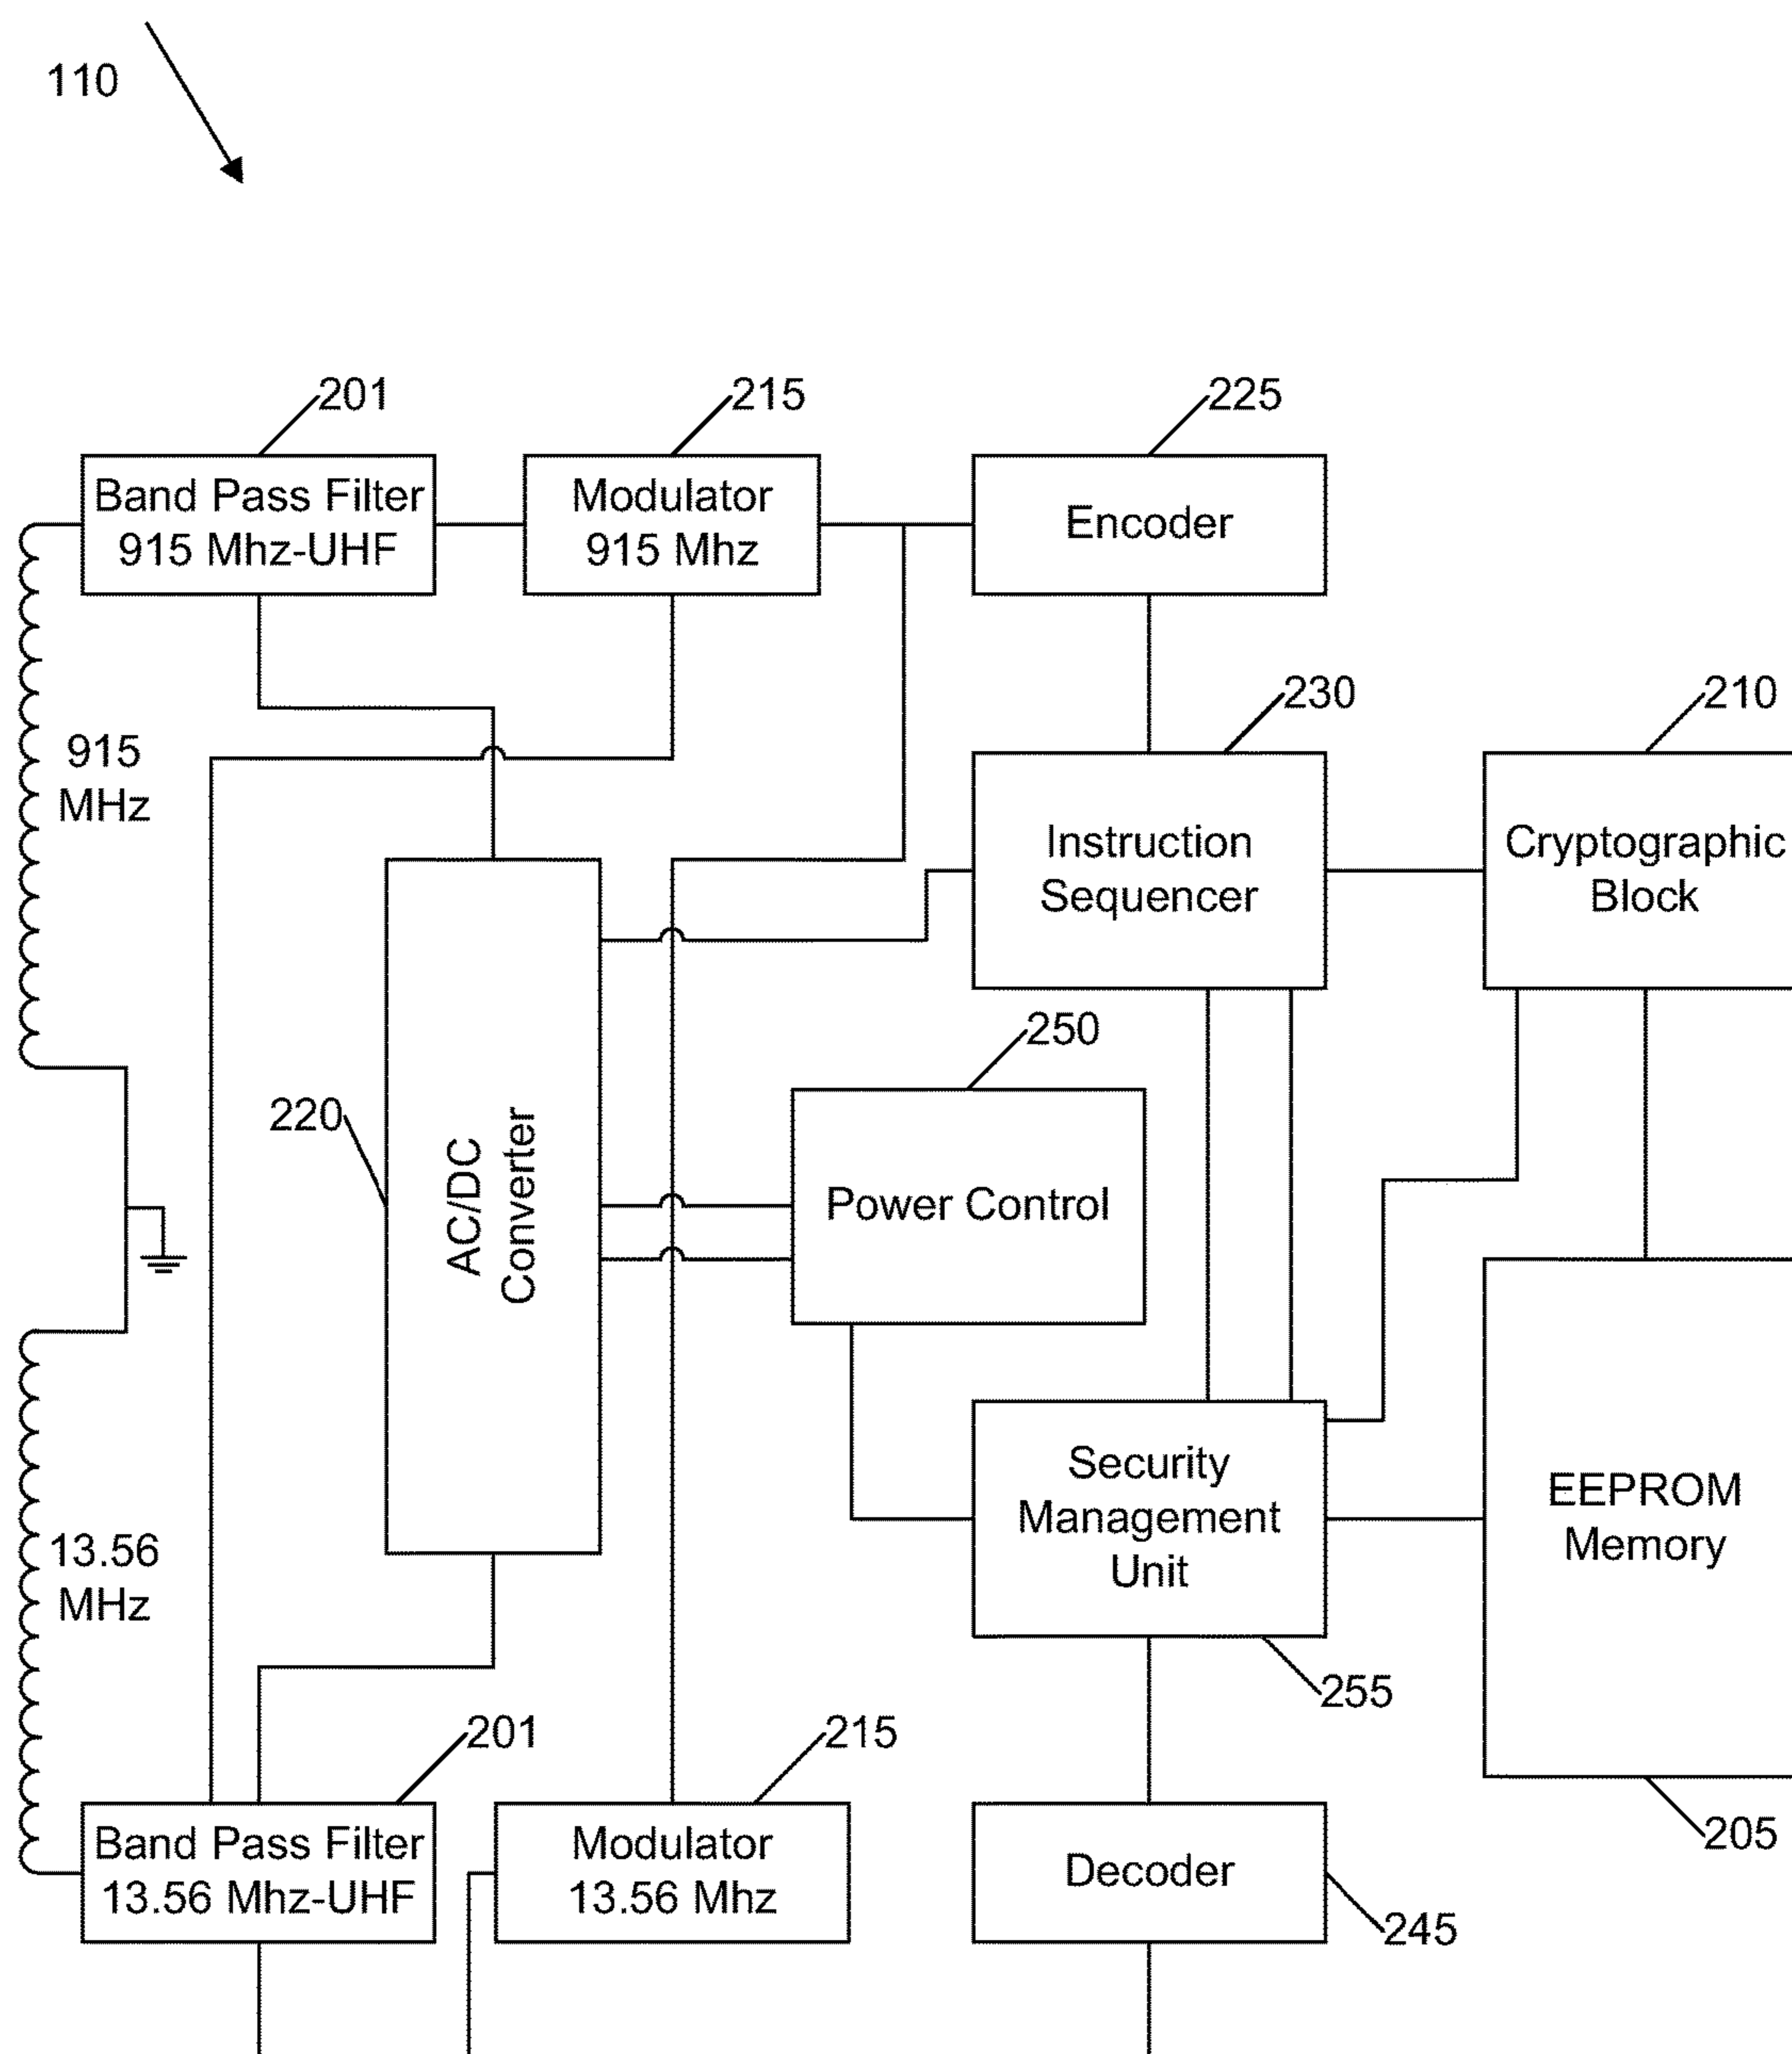 110
201
215
225
Band Pass Filter
915 Mhz-UHF
Modulator
915 Mhz
Encoder
230
210
915
MHz
Instruction
Sequencer
Cryptographic
Block
250
220
AC/DC
Converter
Power Control
Security
Management
Unit
EEPROM
Memory
13.56
MHz
255
201
215
205
Band Pass Filter
13.56 Mhz-UHF
Modulator
13.56 Mhz
Decoder
245